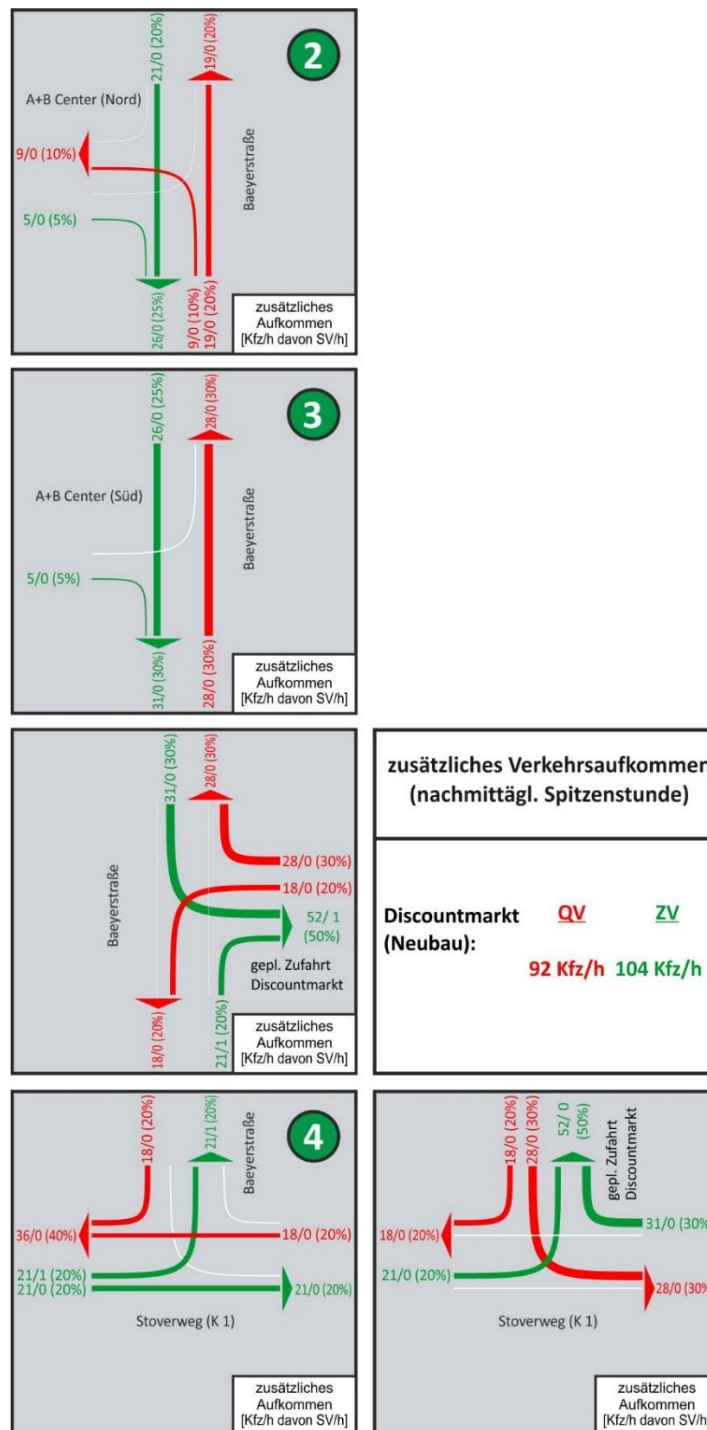 21/0 (20%)
19/0 (20%)
2
A+B Center (Nord)
9/0 (10%)
Baeyerstraße
5/0 (5%)
26/0 (25%)
9/0 (10%)
19/0 (20%)
zusätzliches
Aufkommen
[Kfz/h davon SV/h]
26/0 (25%)
28/0 (30%)
3
A+B Center (Süd)
Baeyerstraße
5/0 (5%)
31/0 (30%)
28/0 (30%)
zusätzliches
Aufkommen
[Kfz/h davon SV/h]
31/0 (30%)
28/0 (30%)
Baeyerstraße
28/0 (30%)
18/0 (20%)
52/ 1
(50%)
gepl. Zufahrt
Discountmarkt
18/0 (20%)
21/1 (20%)
zusätzliches
Aufkommen
[Kfz/h davon SV/h]
zusätzliches Verkehrsaufkommen
(nachmittägl. Spitzenstunde)
Discountmarkt QV ZV
(Neubau):
92 Kfz/h 104 Kfz/h
18/0 (20%)
21/1 (20%)
Baeyerstraße
4
36/0 (40%)
18/0 (20%)
21/1 (20%)
21/0 (20%)
21/0 (20%)
Stoverweg (K 1)
zusätzliches
Aufkommen
[Kfz/h davon SV/h]
18/0 (20%)
28/0 (30%)
52/ 0
(50%)
gepl. Zufahrt
Discountmarkt
18/0 (20%)
31/0 (30%)
21/0 (20%)
28/0 (30%)
Stoverweg (K 1)
zusätzliches
Aufkommen
[Kfz/h davon SV/h]